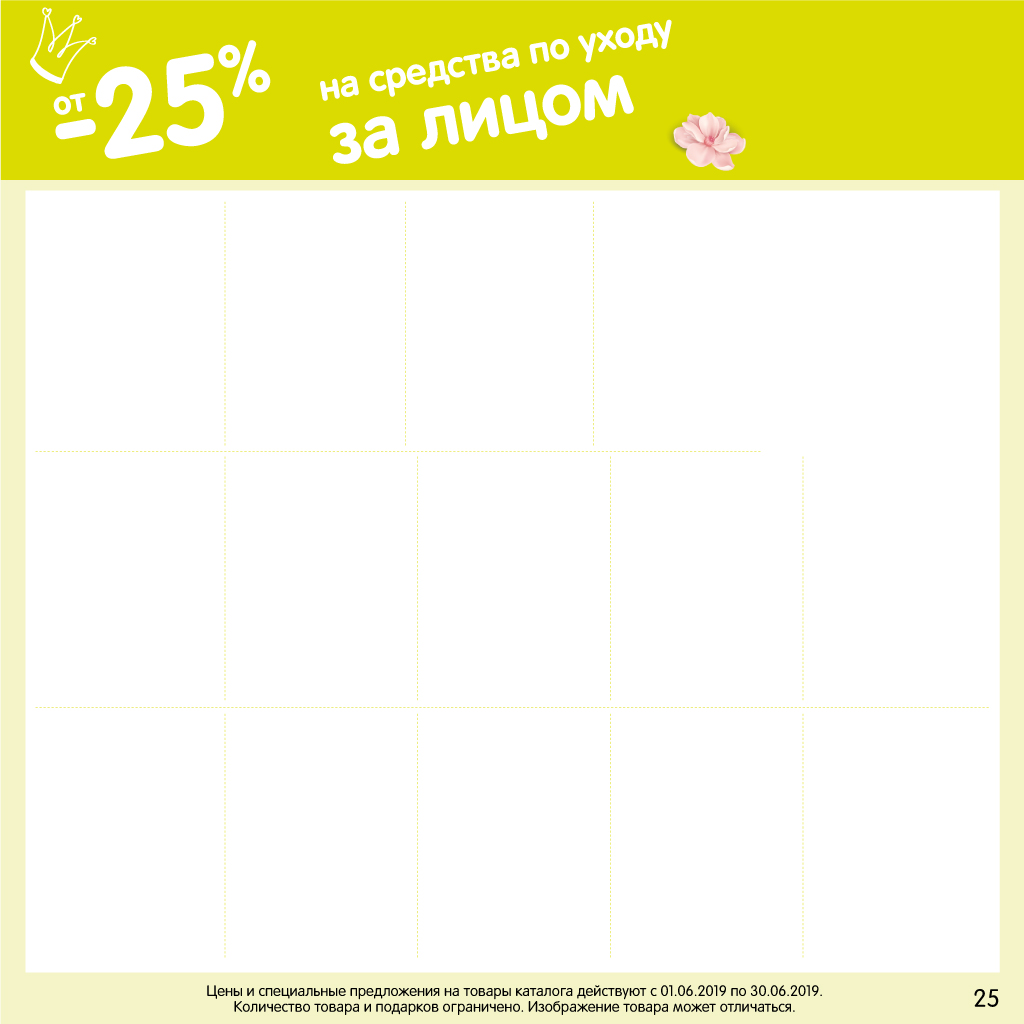 от
-25%
на средства по уходу
за лицом
Цены и специальные предложения на товары каталога действуют с 01.06.2019 по 30.06.2019.
Количество товара и подарков ограничено. Изображение товара может отличаться.
25